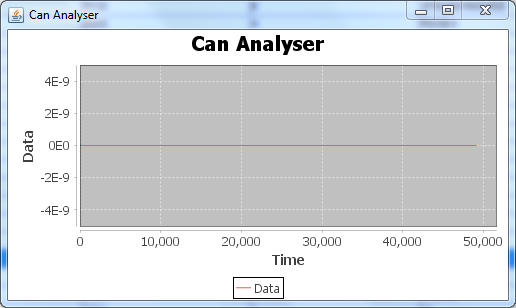 Can Analyser
Can Analyser
4E-9
2E-9
0E0
-2E-9
-4E-9
Data
0 10,000 20,000 30,000 40,000 50,000
Time
Data